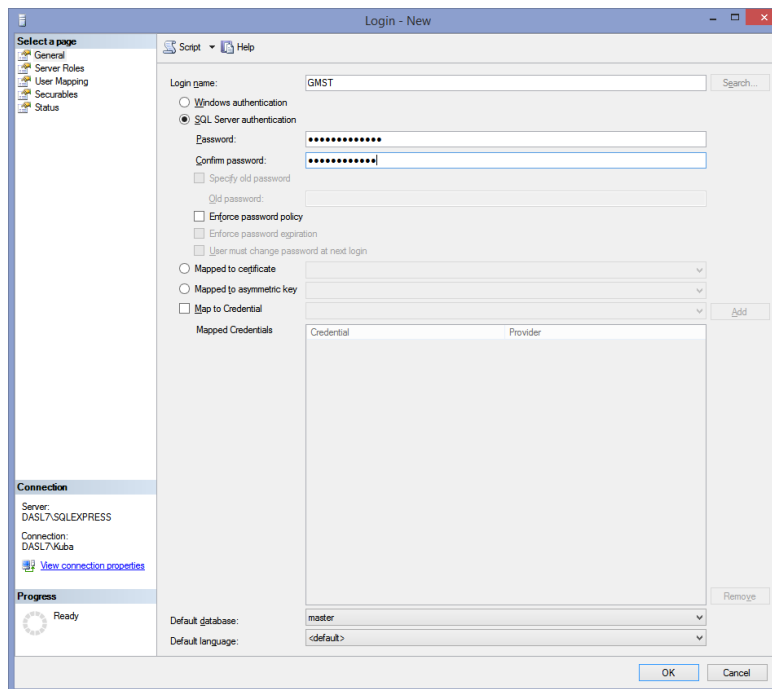 Login - New
Select a page
General
Server Roles
User Mapping
Securables
Status
Script
Help
Login name:
GMST
Search...
Windows authentication
SQL Server authentication
Password:
●●●●●●●●●●●●●
Confirm password:
●●●●●●●●●●●●
Specify old password
Old password:
Enforce password policy
Enforce password expiration
User must change password at next login
Mapped to certificate
Mapped to asymmetric key
Map to Credential
Add
Mapped Credentials
Credential Provider
Connection
Server:
DASL7\SQLEXPRESS
Connection:
DASL7\Kuba
View connection properties
Progress
Ready
Remove
Default database:
master
Default language:
<default>
OK
Cancel